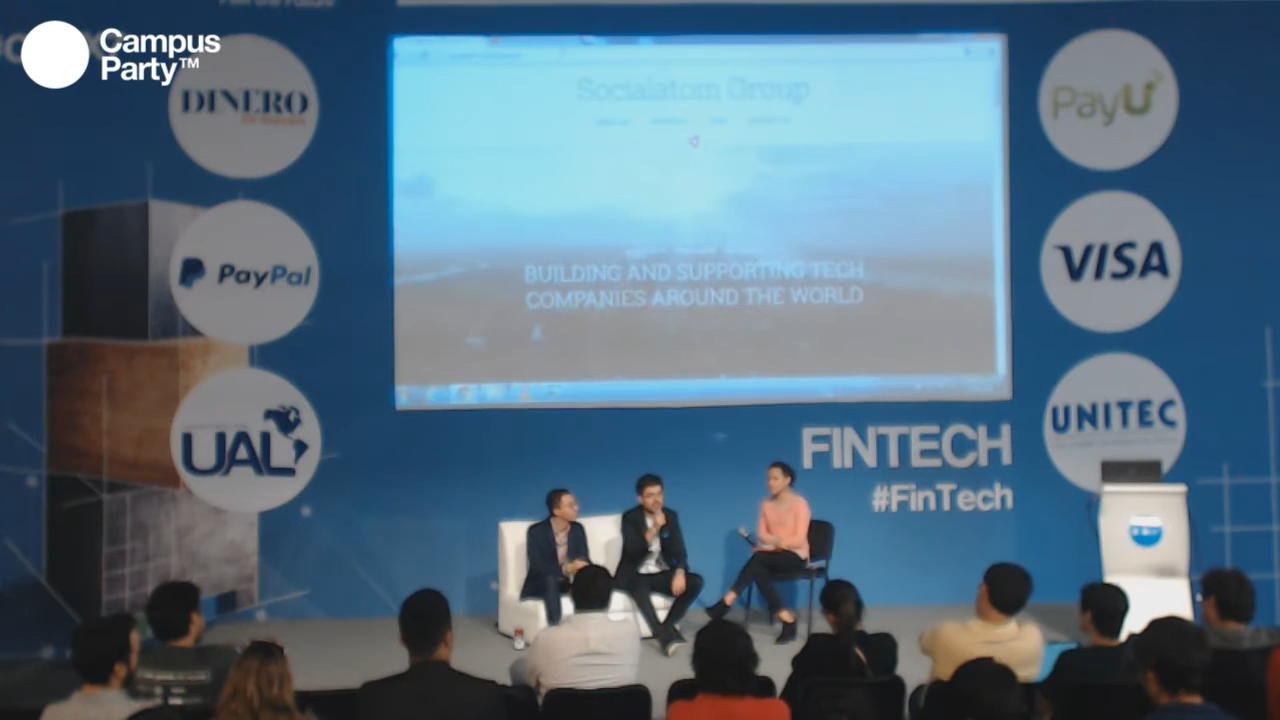 Campus
Party™
DINERO
PayU
Socialatom Group
PayPal
VISA
BUILDING AND SUPPORTING TECH
COMPANIES AROUND THE WORLD
UAL
UNITEC
FINTECH
#FinTech